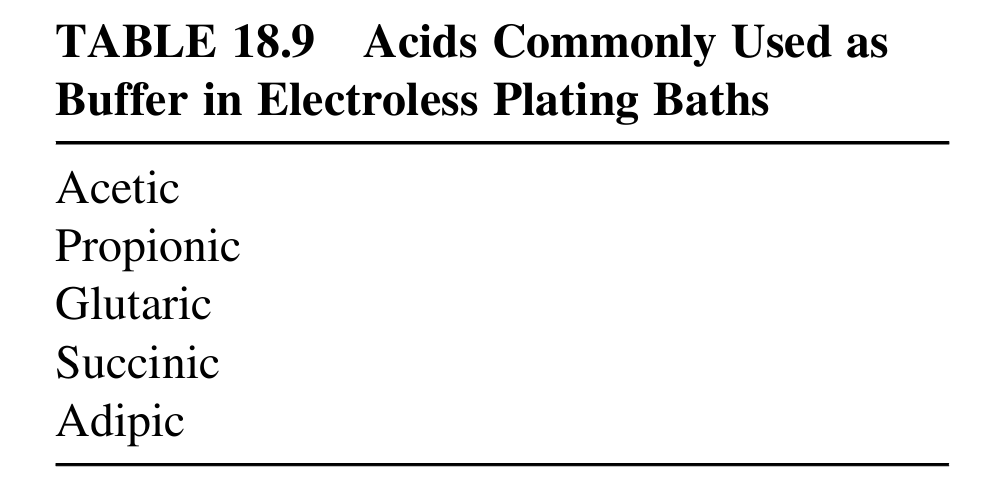 TABLE 18.9 Acids Commonly Used as
Buffer in Electroless Plating Baths
Acetic
Propionic
Glutaric
Succinic
Adipic